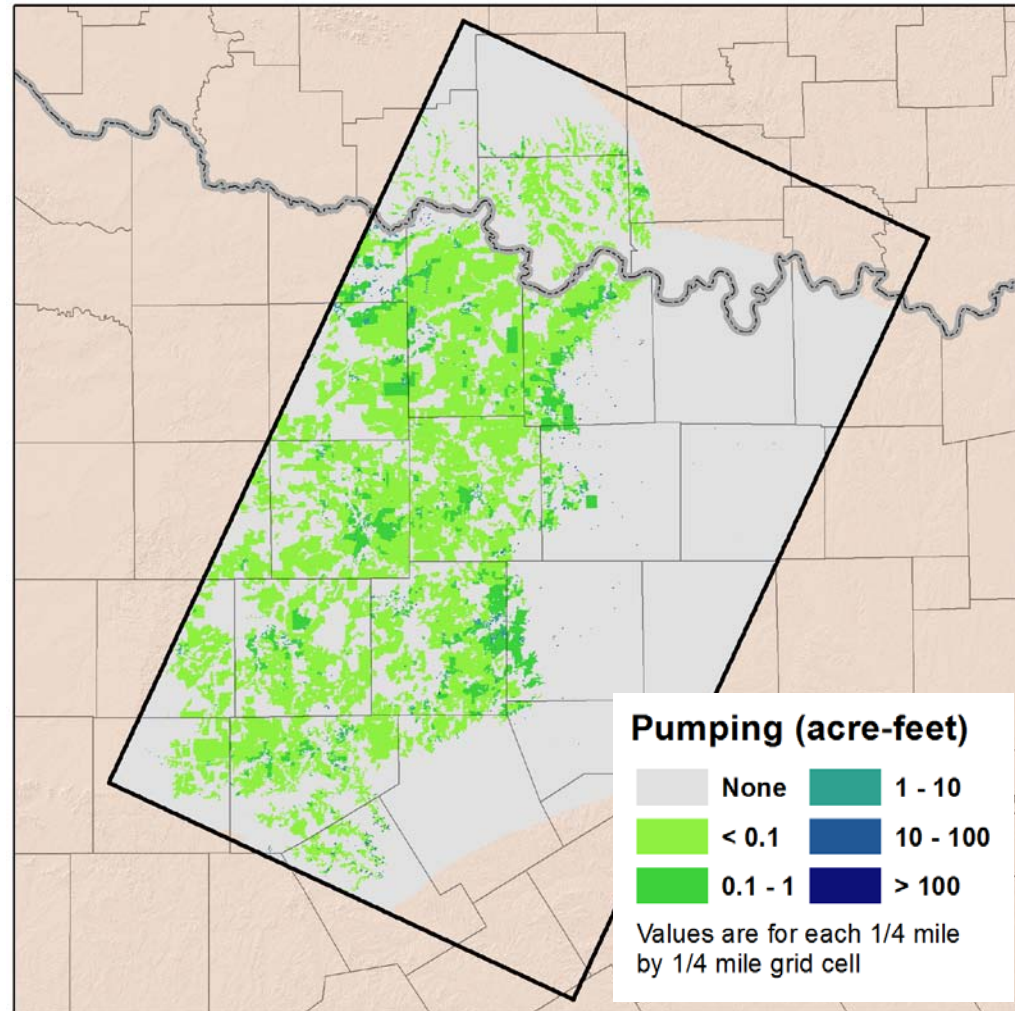 Pumping (acre-feet)
None 1 - 10
< 0.1 10 - 100
0.1 - 1 > 100
Values are for each 1/4 mile
by 1/4 mile grid cell